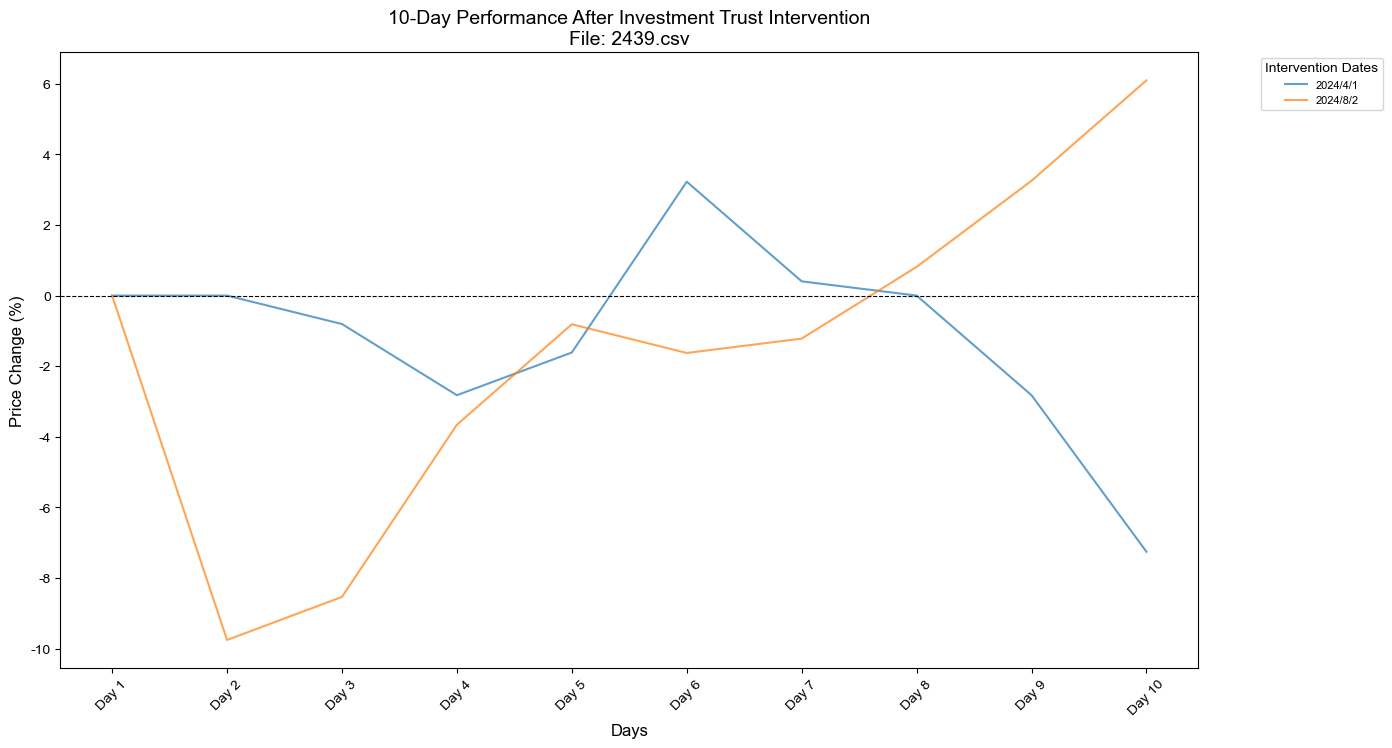 10-Day Performance After Investment Trust Intervention
File: 2439.csv
Intervention Dates
2024/4/1
2024/8/2
Price Change (%)
6
4
2
0
-2
-4
-6
-8
-10
Day 1
Day 2
Day 3
Day 4
Day 5
Day 6
Day 7
Day 8
Day 9
Day 10
Days